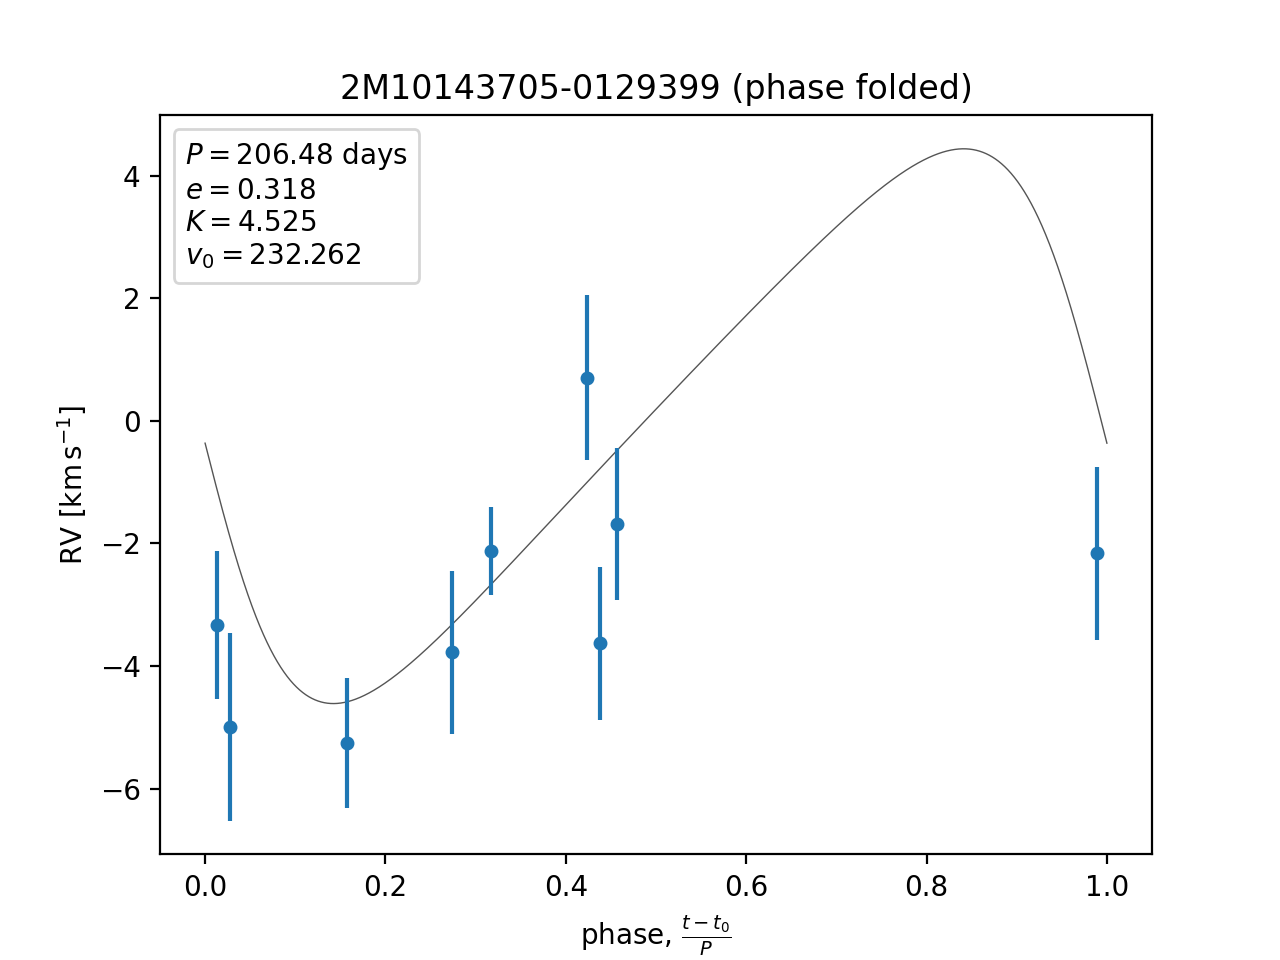 2M10143705-0129399 (phase folded)
P = 206.48 days
e = 0.318
K = 4.525
v₀ = 232.262
4
2
0
−2
−4
−6
RV [km s⁻¹]
0.0 0.2 0.4 0.6 0.8 1.0
phase, (t − t₀)/P